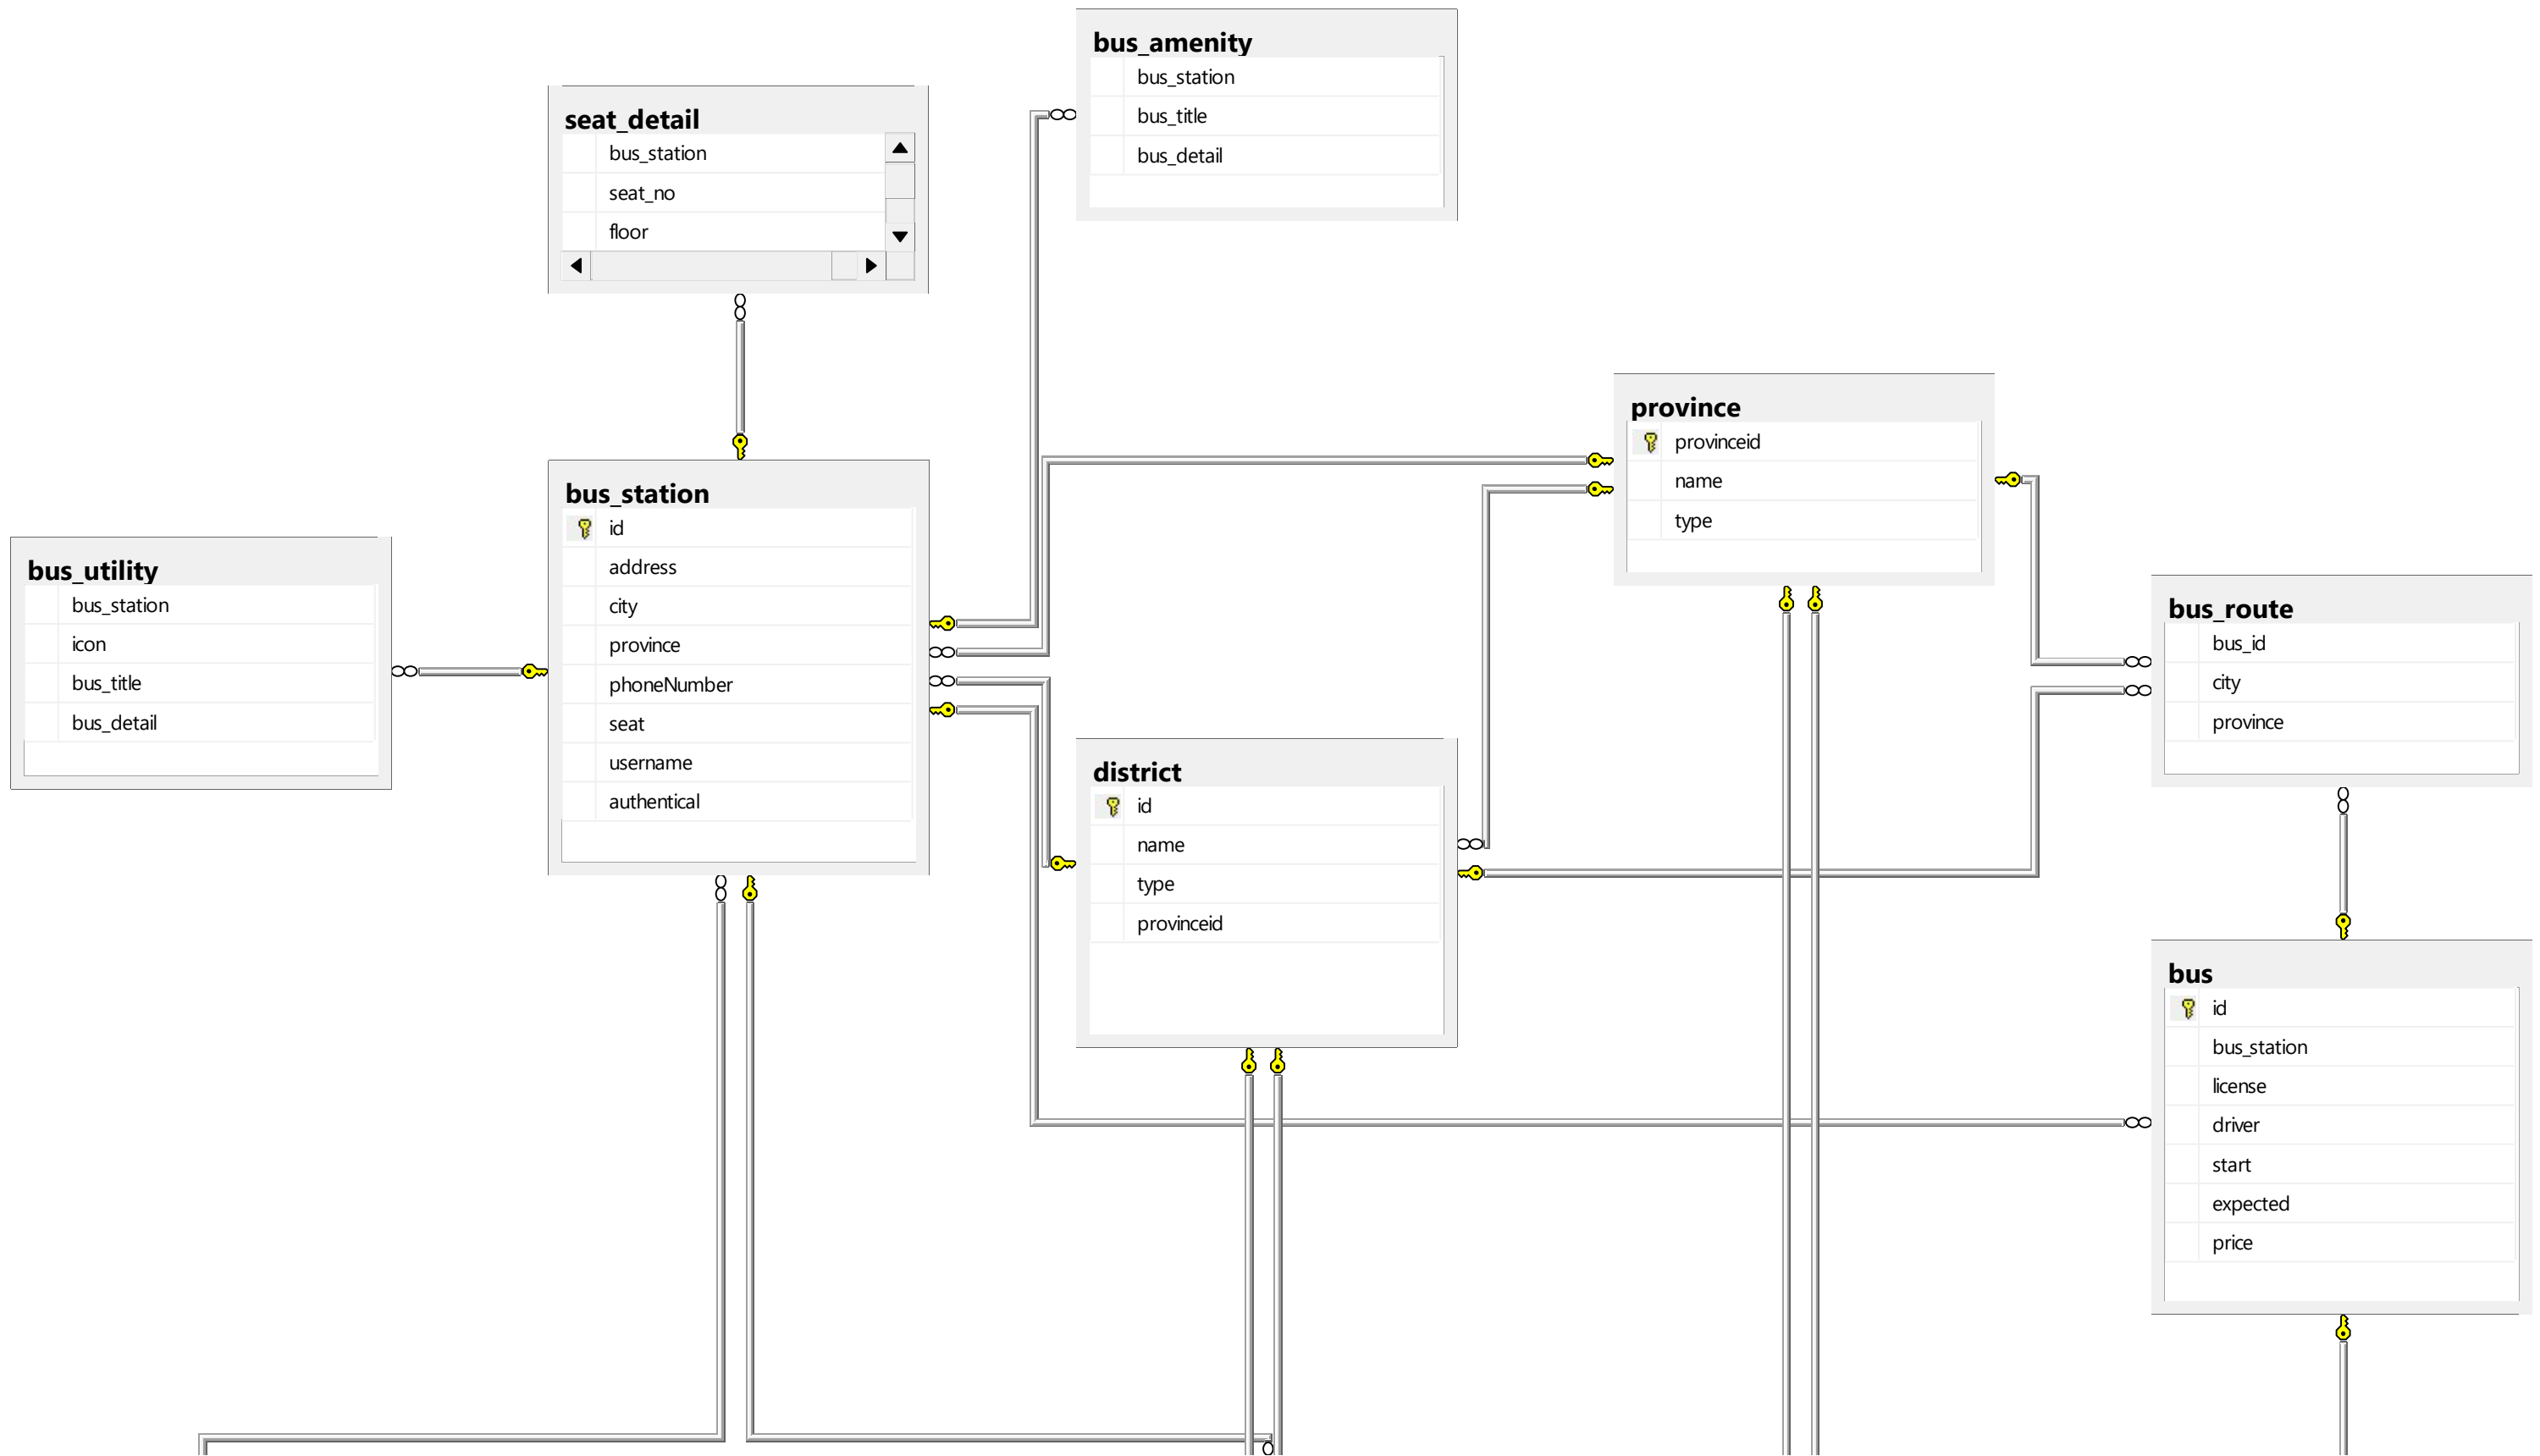 bus_amenity
bus_station
bus_title
bus_detail
seat_detail
bus_station
seat_no
floor
province
provinceid
name
type
bus_station
id
address
city
province
phoneNumber
seat
username
authentical
bus_utility
bus_station
icon
bus_title
bus_detail
bus_route
bus_id
city
province
district
id
name
type
provinceid
bus
id
bus_station
license
driver
start
expected
price